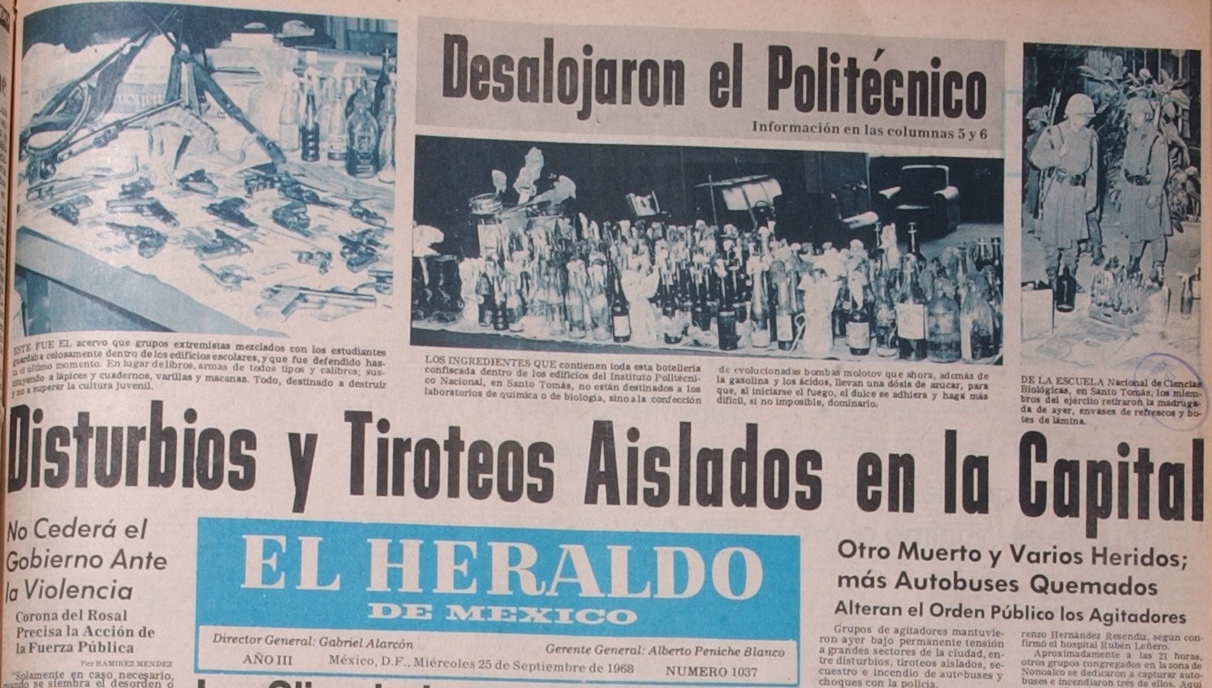 Desalojaron el Politécnico
Información en las columnas 5 y 6
ESTE FUE EL acervo que grupos extremistas mezclados con los estudiantes
guardaba celosamente dentro de los edificios escolares, y que fue defendido has-
ta el último momento. En lugar de libros, armas de todos tipos y calibres; sus-
tituyendo a lápices y cuadernos, varillas y macanas. Todo, destinado a destruir
y no a superar la cultura juvenil.
LOS INGREDIENTES QUE contienen toda esta botellería
confiscada dentro de los edificios del Instituto Politécni-
co Nacional, en Santo Tomás, no están destinados a los
laboratorios de química o de biología, sino a la confección
de evolucionadas bombas molotov que ahora, además de
la gasolina y los ácidos, llevan una dósis de azúcar, para
que, al iniciarse el fuego, el dulce se adhiera y haga más
difícil, si no imposible, dominarlo.
DE LA ESCUELA Nacional de Ciencias
Biológicas, en Santo Tomás, los miem-
bros del ejército retiraron la madruga-
da de ayer, envases de refrescos y bo-
tes de lámina.
Disturbios y Tiroteos Aislados en la Capital
No Cederá el
Gobierno Ante
la Violencia
Corona del Rosal
Precisa la Acción de
la Fuerza Pública
Por RAMIREZ MENDEZ
"Solamente en caso necesario,
se siembra el desorden o
EL HERALDO
DE MEXICO
Director General: Gabriel Alarcón
Gerente General: Alberto Peniche Blanco
AÑO III México, D.F., Miércoles 25 de Septiembre de 1968 NUMERO 1037
Otro Muerto y Varios Heridos;
más Autobuses Quemados
Alteran el Orden Público los Agitadores
Grupos de agitadores mantuvie-
ron ayer bajo permanente tensión
a grandes sectores de la ciudad, en-
tre disturbios, tiroteos aislados, se-
cuestro e incendio de autobuses y
choques con la policía.
renzo Hernández Resendiz, según con-
firmó el hospital Rubén Leñero.
Aproximadamente a las 21 horas,
otros grupos congregados en la zona de
Nonoalco se dedicaron a capturar auto-
buses e incendiaron tres de ellos. Aquí